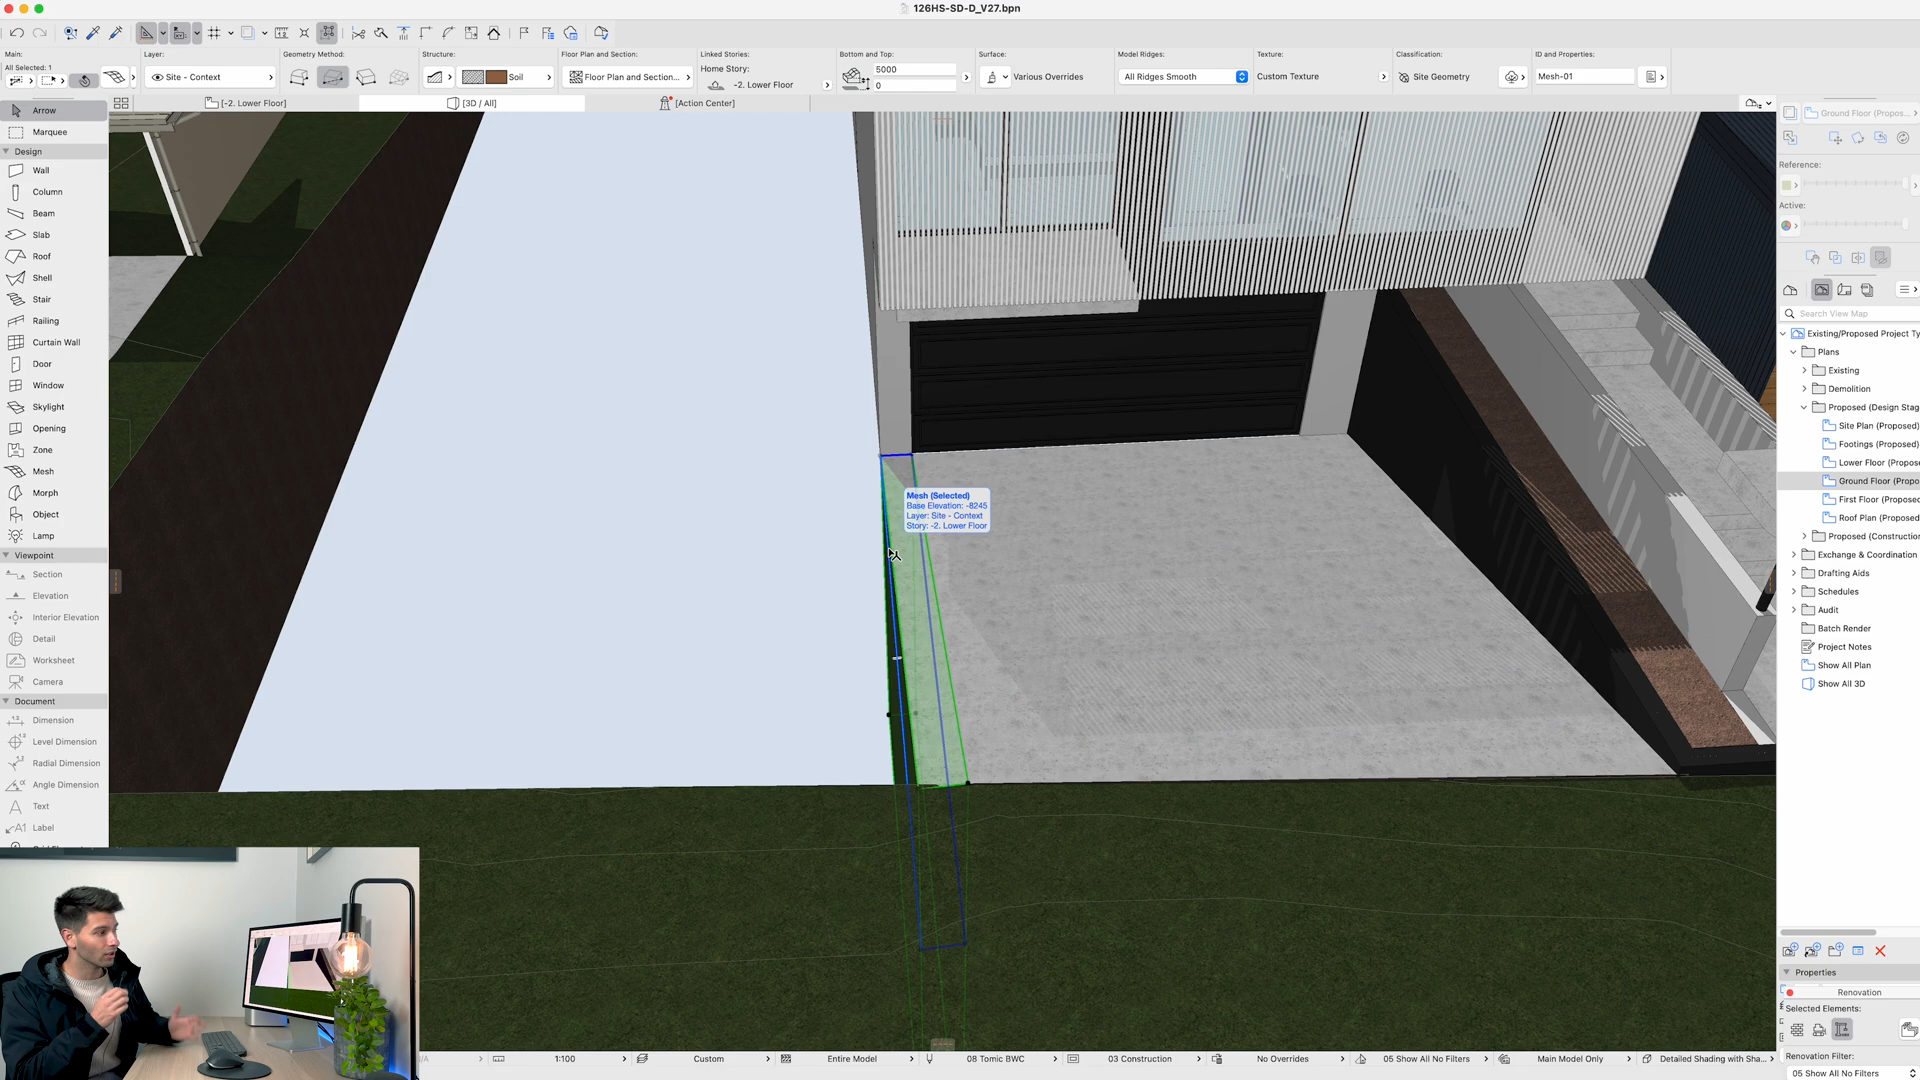 126HS-SD-D_V27.bpn
Main:
All Selected: 1
Layer:
Site - Context
Geometry Method:
Structure:
Soil
Floor Plan and Section:
Floor Plan and Section...
Linked Stories:
Home Story:
-2. Lower Floor
Bottom and Top:
5000
0
Surface:
Various Overrides
Model Ridges:
All Ridges Smooth
Texture:
Custom Texture
Classification:
Site Geometry
ID and Properties:
Mesh-01
[-2. Lower Floor]
[3D / All]
[Action Center]
Arrow
Marquee
Design
Wall
Column
Beam
Slab
Roof
Shell
Stair
Railing
Curtain Wall
Door
Window
Skylight
Opening
Zone
Mesh
Morph
Object
Lamp
Viewpoint
Section
Elevation
Interior Elevation
Detail
Worksheet
Camera
Document
Dimension
Level Dimension
Radial Dimension
Angle Dimension
Text
Label
Mesh (Selected)
Base Elevation: -8245
Layer: Site - Context
Story: -2. Lower Floor
Ground Floor (Propos...
Reference:
Active:
Search View Map
Existing/Proposed Project Ty
Plans
Existing
Demolition
Proposed (Design Stag
Site Plan (Proposed)
Footings (Proposed)
Lower Floor (Propose
Ground Floor (Propo
First Floor (Proposed
Roof Plan (Proposed)
Proposed (Constructio
Exchange & Coordination
Drafting Aids
Schedules
Audit
Batch Render
Project Notes
Show All Plan
Show All 3D
Properties
Renovation
Selected Elements:
Renovation Filter:
05 Show All No Filters
1:100
Custom
Entire Model
08 Tomic BWC
03 Construction
No Overrides
05 Show All No Filters
Main Model Only
Detailed Shading with Sha...